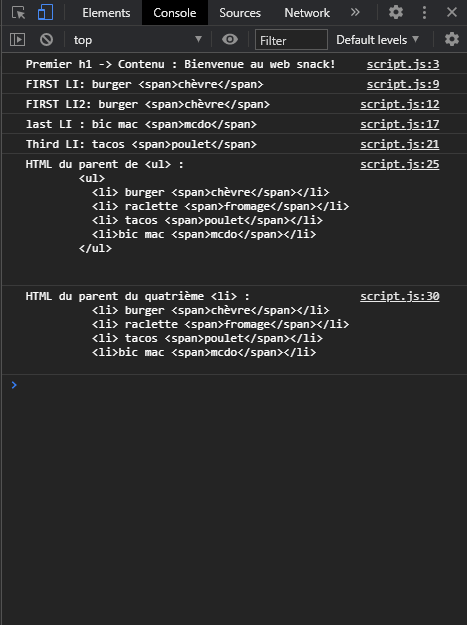 Elements Console Sources Network »
top Filter Default levels
Premier h1 -> Contenu : Bienvenue au web snack! script.js:3
FIRST LI: burger <span>chèvre</span> script.js:9
FIRST LI2: burger <span>chèvre</span> script.js:12
last LI : bic mac <span>mcdo</span> script.js:17
Third LI: tacos <span>poulet</span> script.js:21
HTML du parent de <ul> : script.js:25
<ul>
<li> burger <span>chèvre</span></li>
<li> raclette <span>fromage</span></li>
<li> tacos <span>poulet</span></li>
<li>bic mac <span>mcdo</span></li>
</ul>
HTML du parent du quatrième <li> : script.js:30
<li> burger <span>chèvre</span></li>
<li> raclette <span>fromage</span></li>
<li> tacos <span>poulet</span></li>
<li>bic mac <span>mcdo</span></li>